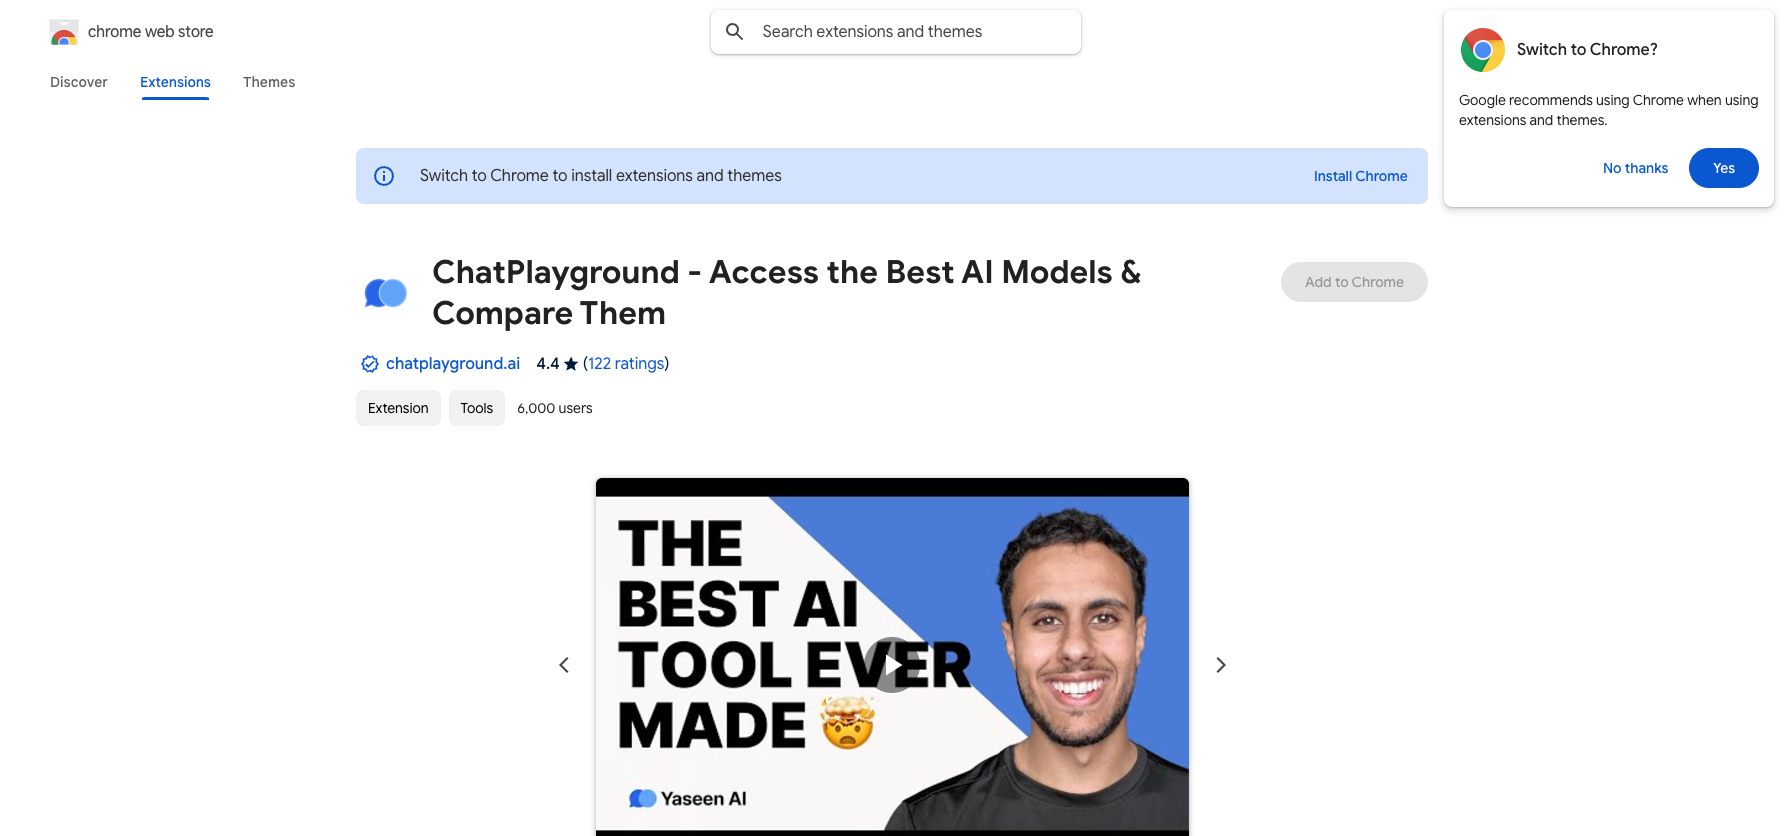 chrome web store
Search extensions and themes
Discover
Extensions
Themes
Switch to Chrome?
Google recommends using Chrome when using
extensions and themes.
No thanks
Yes
Switch to Chrome to install extensions and themes
Install Chrome
ChatPlayground - Access the Best AI Models &
Compare Them
Add to Chrome
chatplayground.ai
4.4 ★ (122 ratings)
Extension
Tools
6,000 users
THE
BEST AI
TOOL EVER
MADE 🤯
Yaseen AI